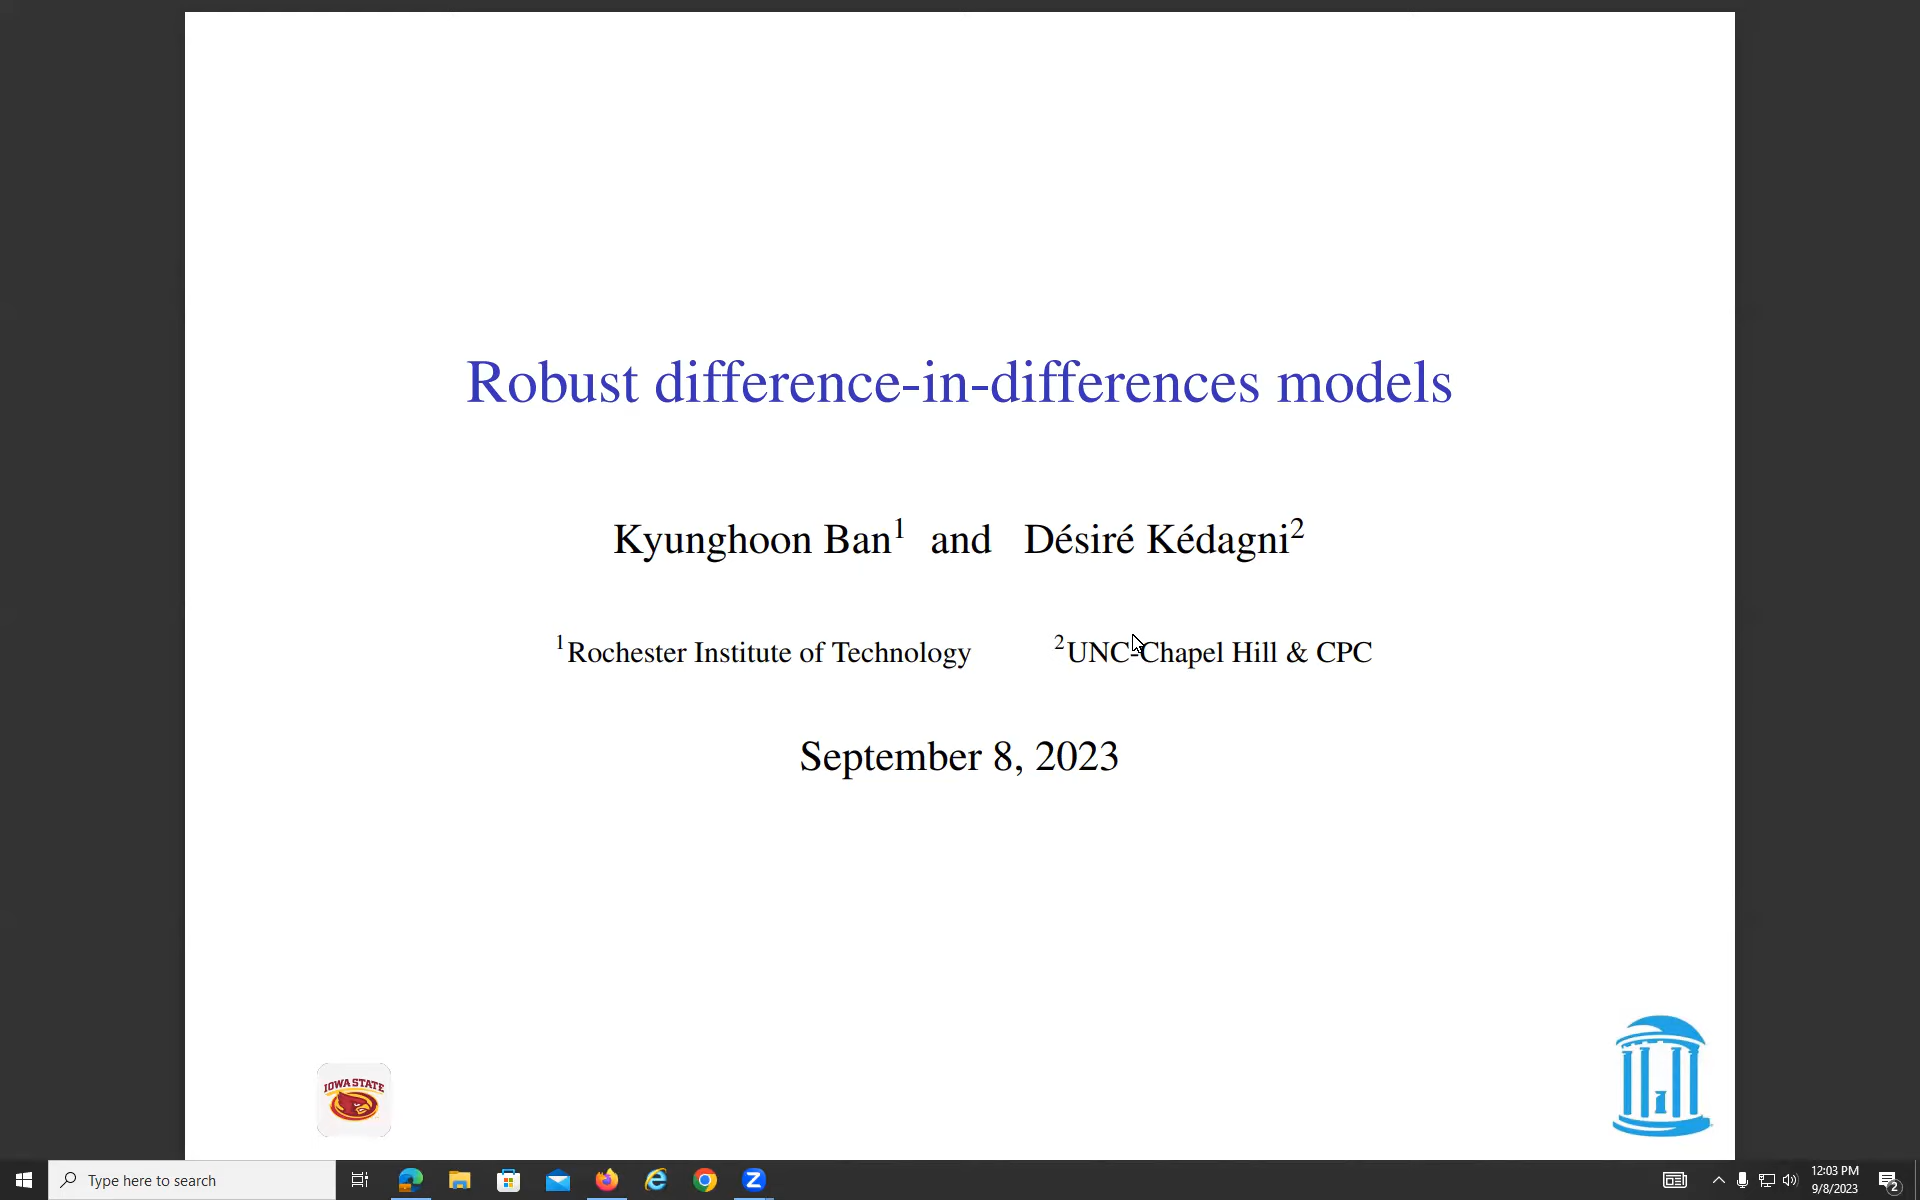 Robust difference-in-differences models
Kyunghoon Ban1 and Désiré Kédagni2
1Rochester Institute of Technology 2UNC-Chapel Hill & CPC
September 8, 2023
IOWA STATE
Type here to search
12:03 PM
9/8/2023
2